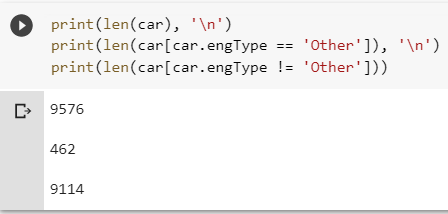 print(len(car), '\n')
print(len(car[car.engType == 'Other']), '\n')
print(len(car[car.engType != 'Other']))
9576
462
9114